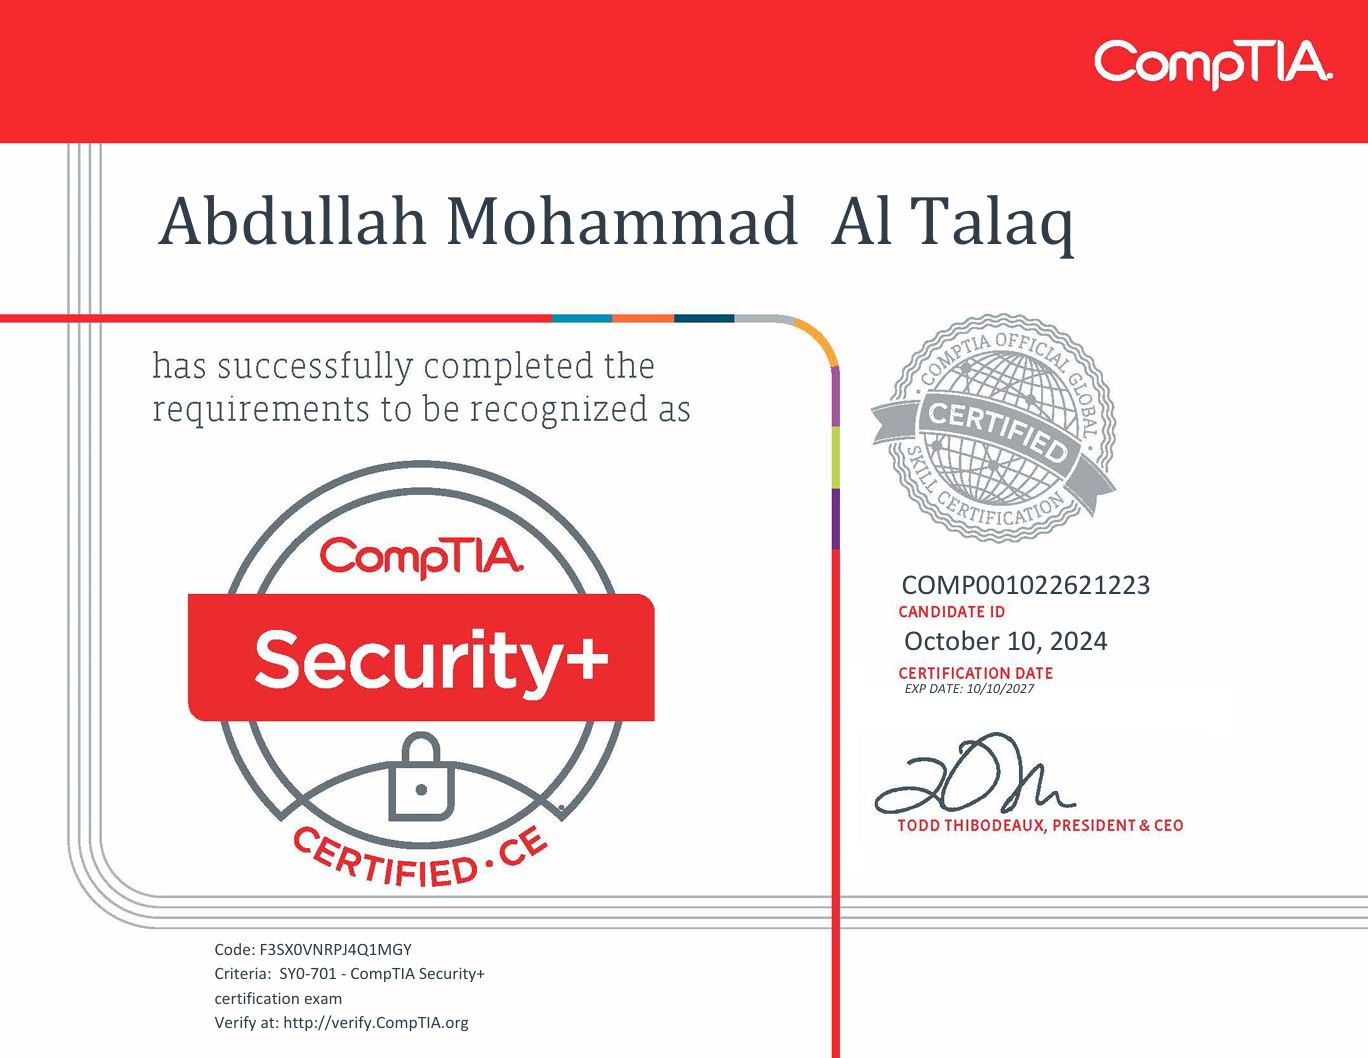 CompTIA.
Abdullah Mohammad  Al Talaq
has successfully completed the
requirements to be recognized as
CompTIA.
Security+
CERTIFIED · CE
· COMPTIA OFFICIAL GLOBAL ·
CERTIFIED
SKILL CERTIFICATION
COMP001022621223
CANDIDATE ID
October 10, 2024
CERTIFICATION DATE
EXP DATE: 10/10/2027
TODD THIBODEAUX, PRESIDENT & CEO
Code: F3SX0VNRPJ4Q1MGY
Criteria:  SY0-701 - CompTIA Security+
certification exam
Verify at: http://verify.CompTIA.org